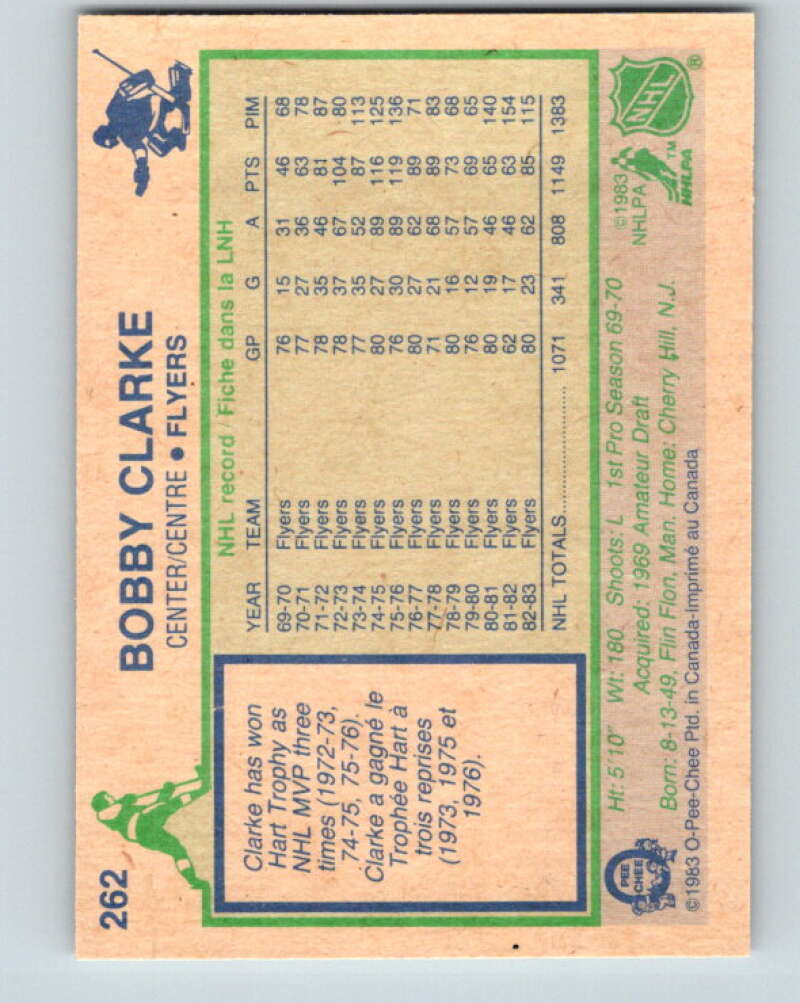 262
BOBBY CLARKE
CENTER/CENTRE • FLYERS
Clarke has won
Hart Trophy as
NHL MVP three
times (1972-73,
74-75, 75-76).
Clarke a gagné le
Trophée Hart à
trois reprises
(1973, 1975 et
1976).
NHL record / Fiche dans la LNH
YEAR TEAM GP G A PTS PIM
69-70 Flyers 76 15 31 46 68
70-71 Flyers 77 27 36 63 78
71-72 Flyers 78 35 46 81 87
72-73 Flyers 78 37 67 104 80
73-74 Flyers 77 35 52 87 113
74-75 Flyers 80 27 89 116 125
75-76 Flyers 76 30 89 119 136
76-77 Flyers 80 27 62 89 71
77-78 Flyers 71 21 68 89 83
78-79 Flyers 80 16 57 73 68
79-80 Flyers 76 12 57 69 65
80-81 Flyers 80 19 46 65 140
81-82 Flyers 62 17 46 63 154
82-83 Flyers 80 23 62 85 115
NHL TOTALS.................... 1071 341 808 1149 1383
Ht: 5'10" Wt: 180 Shoots: L 1st Pro Season 69-70
Acquired: 1969 Amateur Draft
Born: 8-13-49, Flin Flon, Man. Home: Cherry Hill, N.J.
©1983 O-Pee-Chee Ptd. in Canada-Imprimé au Canada
O PEE CHEE
©1983
NHLPA
NHLPA™
NHL®